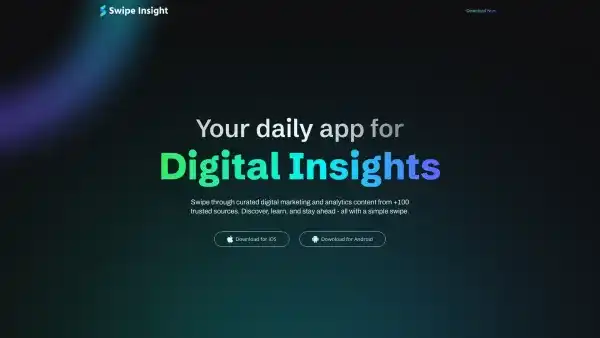 Swipe Insight
Download Now
Your daily app for
Digital Insights
Swipe through curated digital marketing and analytics content from +100
trusted sources. Discover, learn, and stay ahead - all with a simple swipe.
Download for iOS
Download for Android